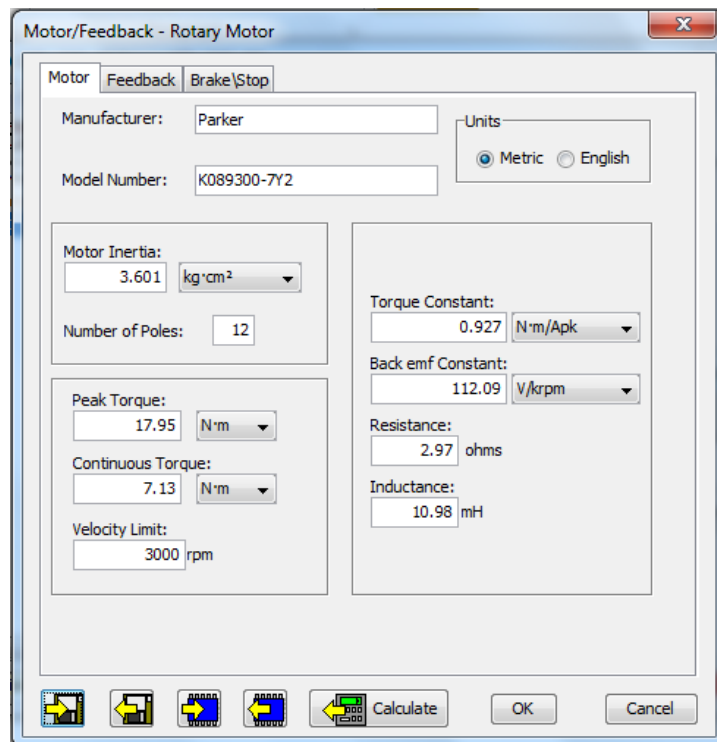 Motor/Feedback - Rotary Motor
Motor Feedback Brake\Stop
Manufacturer: Parker
Units
Metric English
Model Number: K089300-7Y2
Motor Inertia:
3.601 kg·cm²
Number of Poles: 12
Peak Torque:
17.95 N·m
Continuous Torque:
7.13 N·m
Velocity Limit:
3000 rpm
Torque Constant:
0.927 N·m/Apk
Back emf Constant:
112.09 V/krpm
Resistance:
2.97 ohms
Inductance:
10.98 mH
Calculate OK Cancel